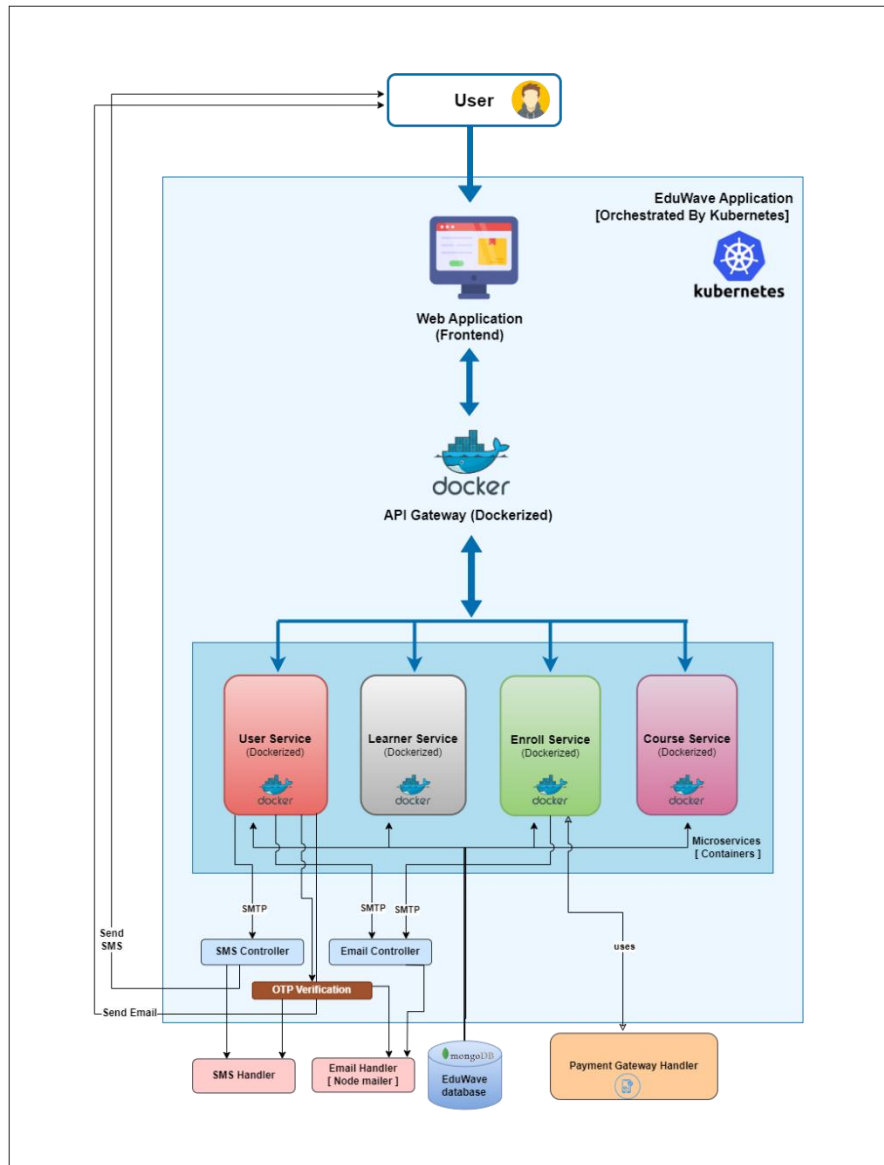 User
EduWave Application
[Orchestrated By Kubernetes]
kubernetes
Web Application
(Frontend)
docker
API Gateway (Dockerized)
User Service
(Dockerized)
docker
Learner Service
(Dockerized)
docker
Enroll Service
(Dockerized)
docker
Course Service
(Dockerized)
docker
Microservices
[ Containers ]
SMTP
SMTP
SMTP
Send
SMS
uses
SMS Controller
Email Controller
OTP Verification
Send Email
SMS Handler
Email Handler
[ Node mailer ]
mongoDB
EduWave
database
Payment Gateway Handler